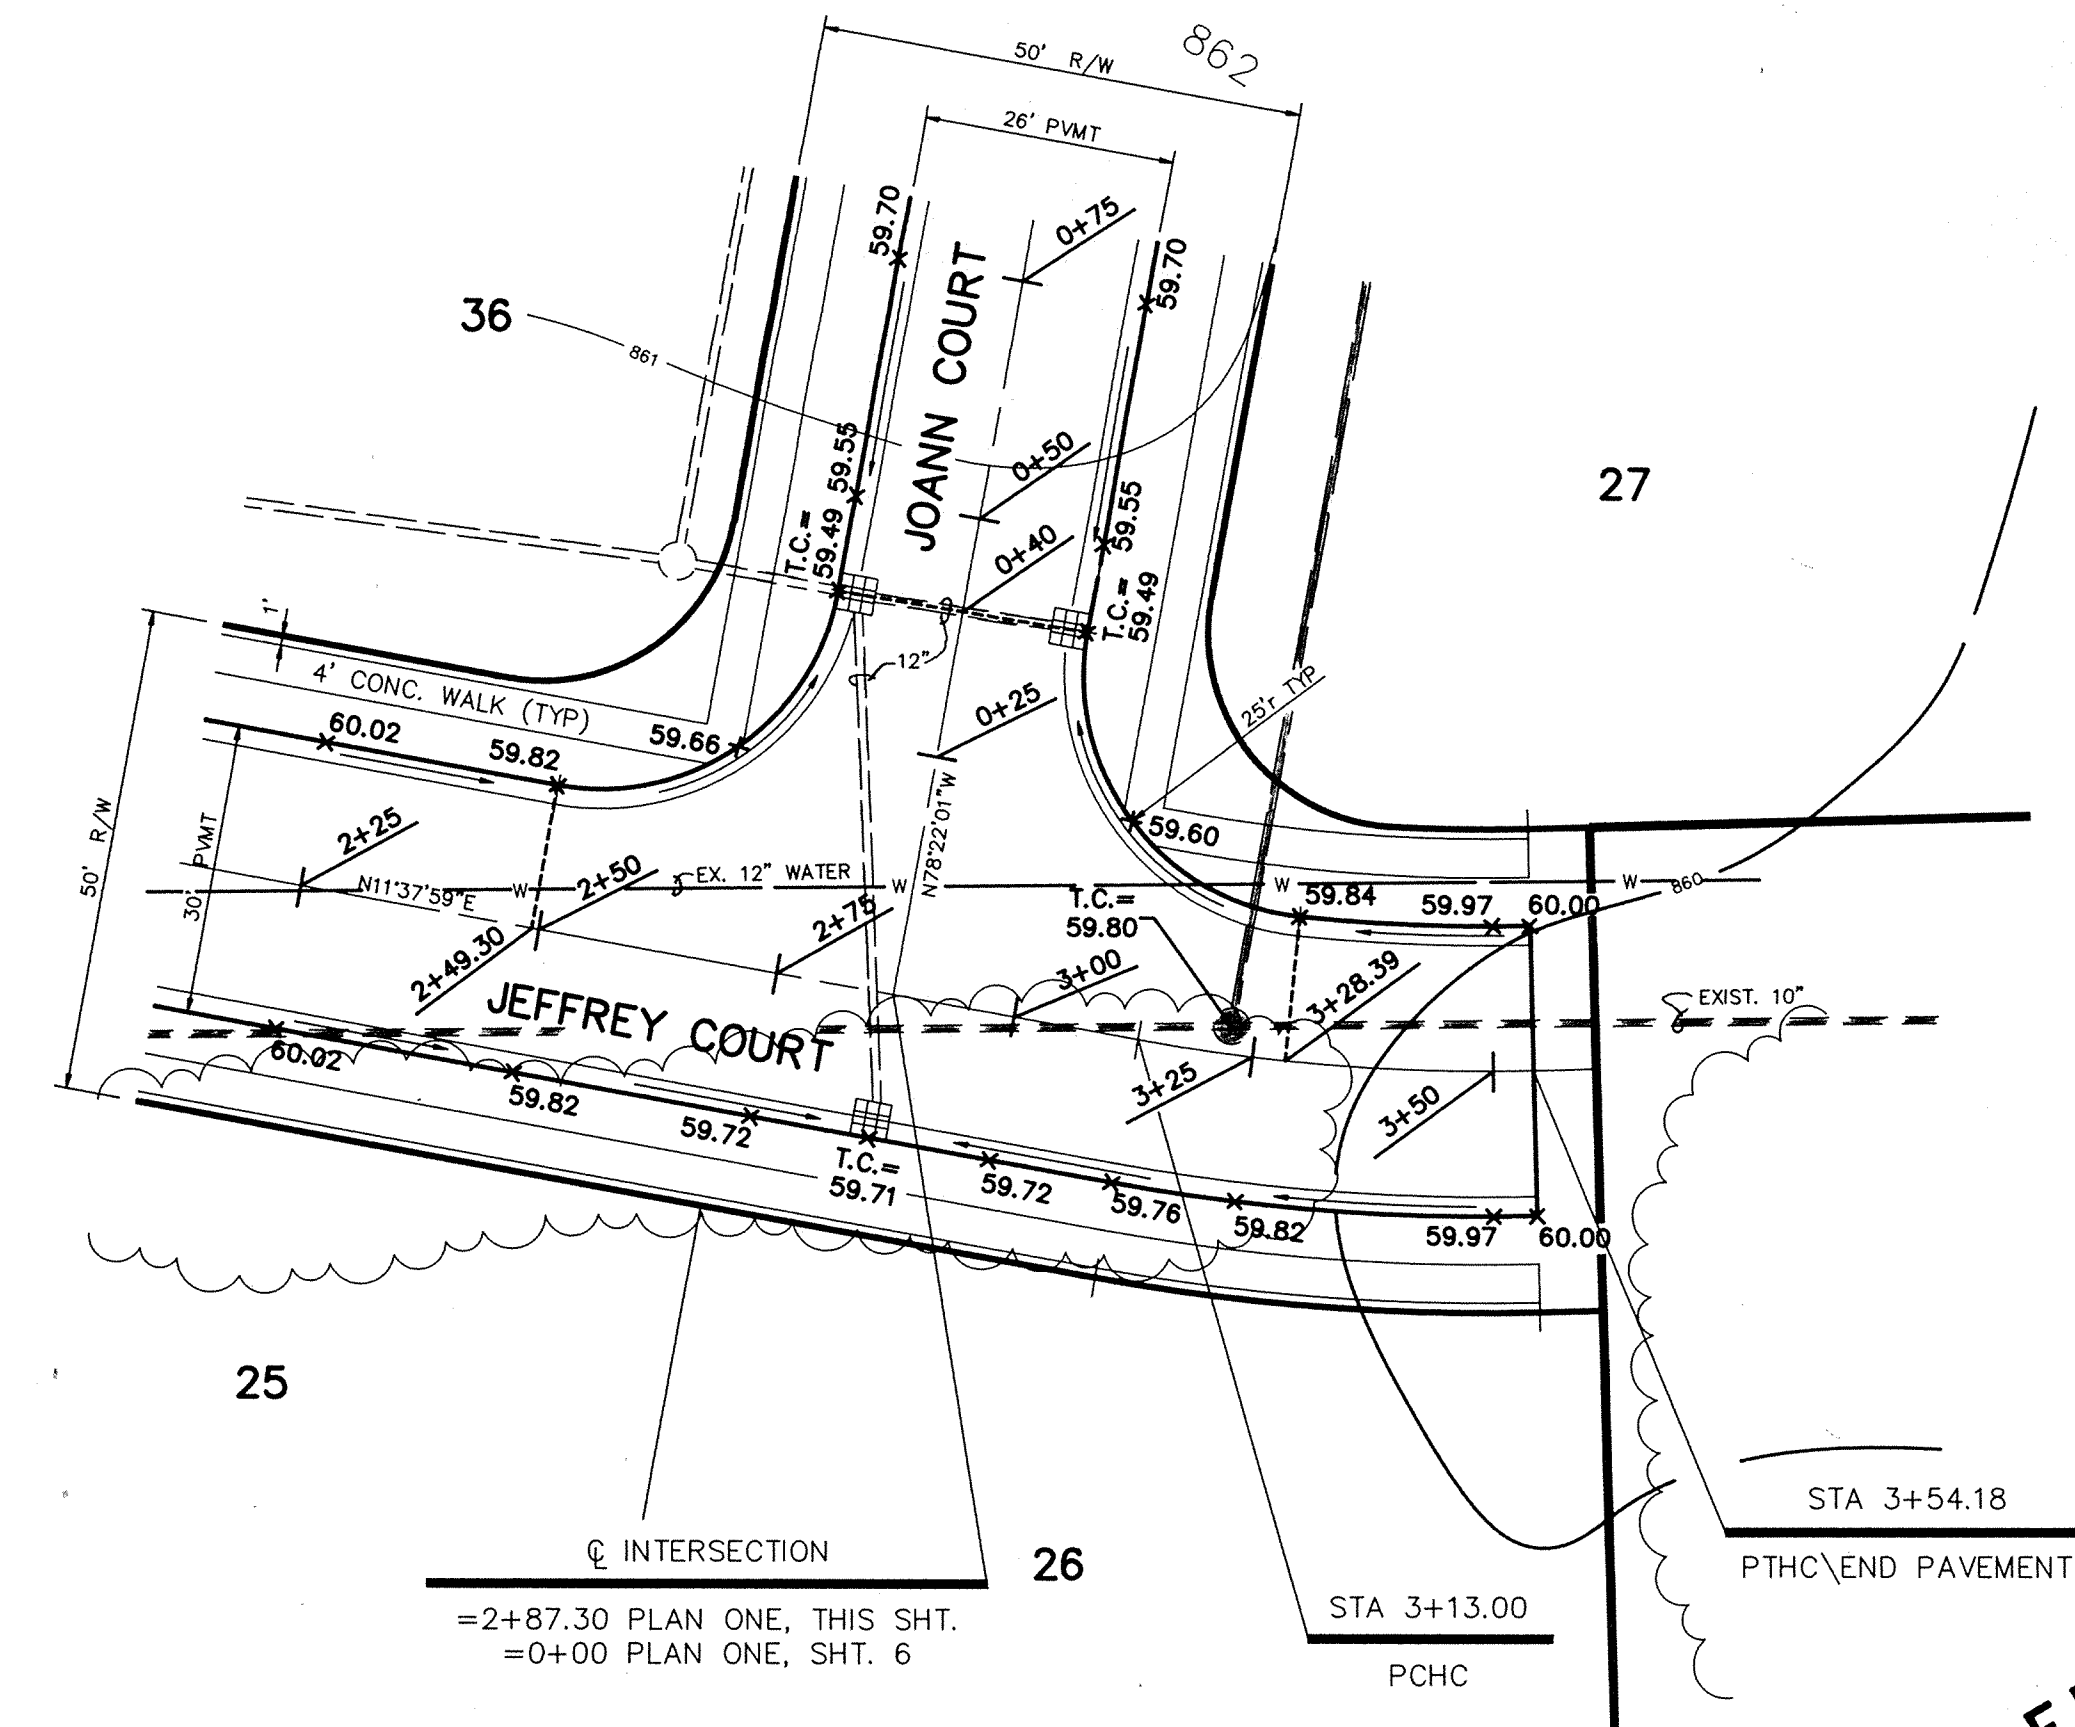 862
50' R/W
26' PVMT
0+75
59.70
59.70
JOANN COURT
36
861
27
59.55
0+50
59.55
T.C.=
59.49
0+40
T.C.=
59.49
12"
1'
4' CONC. WALK (TYP)
25'r TYP
0+25
60.02
59.82
59.66
N78°22'01"W
59.60
50' R/W
30' PVMT
2+25
N11°37'59"E
W
2+50
EX. 12" WATER
W
W
W
860
T.C.=
59.80
59.84
59.97
60.00
2+75
2+49.30
3+00
3+28.39
EXIST. 10"
JEFFREY COURT
60.02
59.82
59.72
3+25
3+50
T.C.=
59.71
59.72
59.76
59.82
59.97
60.00
25
26
℄ INTERSECTION
=2+87.30 PLAN ONE, THIS SHT.
=0+00 PLAN ONE, SHT. 6
STA 3+13.00
PCHC
STA 3+54.18
PTHC\END PAVEMENT